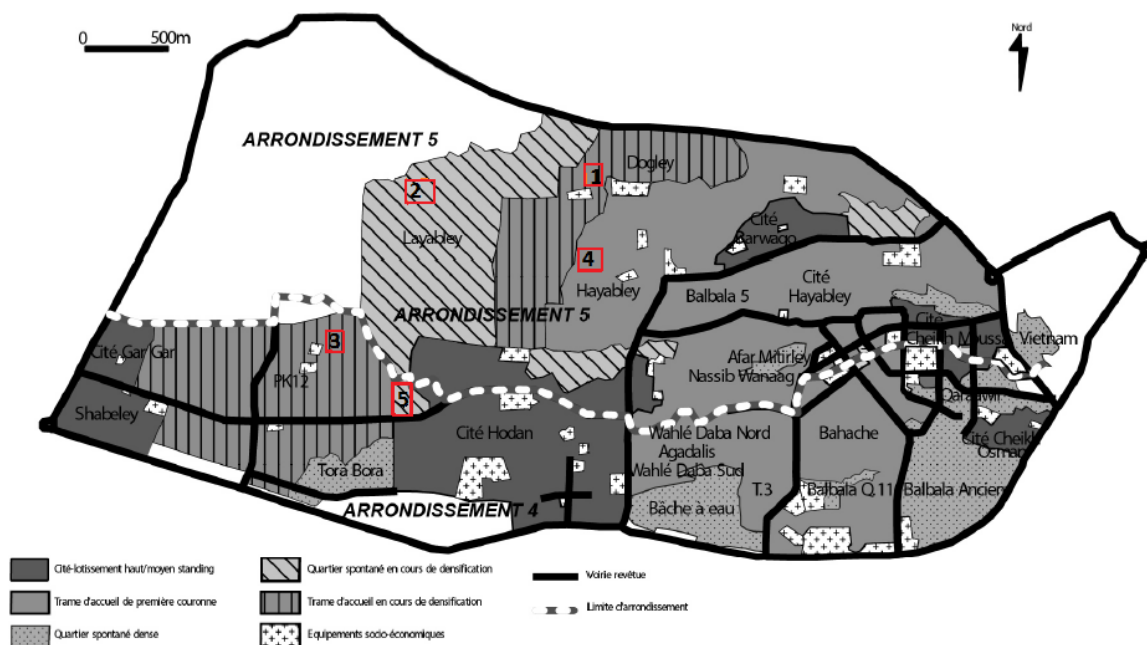 0 500m
Nord
ARRONDISSEMENT 5
Dogley
1
2
Layabley
Cité
Barwaqo
4
Hayabley
Balbala 5
Cité
Hayabley
ARRONDISSEMENT 5
Cité
Cheikh Moussa
Vietnam
3
Cité Gar Gar
Afar Mitirley
Nassib Wanaag
PK12
5
Qaraawil
Shabeley
Cité Hodan
Wahlé Daba Nord
Bahache
Cité Cheikh
Osman
Agadalis
Tora Bora
Wahlé Daba Sud
T.3
Balbala Q.11
Balbala Ancien
ARRONDISSEMENT 4
Bâche à eau
Cité-lotissement haut/moyen standing
Quartier spontané en cours de densification
Voirie revêtue
Trame d'accueil de première couronne
Trame d'accueil en cours de densification
Limite d'arrondissement
Quartier spontané dense
Equipements socio-économiques